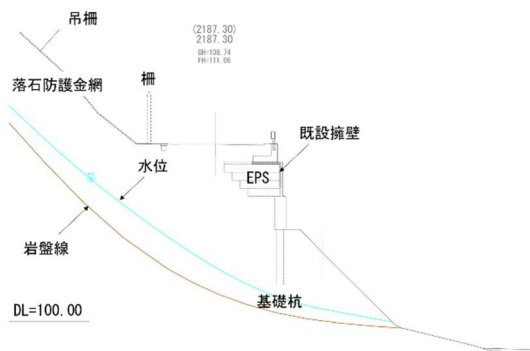 吊柵
(2187.30)
2187.30
GH=108.74
FH=111.06
落石防護金網
柵
既設擁壁
水位
EPS
岩盤線
基礎杭
DL=100.00